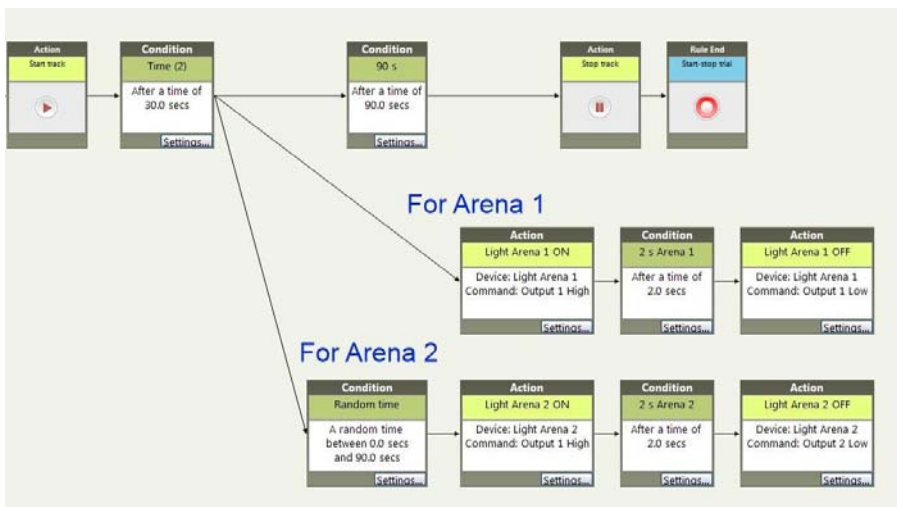 Action
Start track
Condition
Time (2)
After a time of
30.0 secs
Settings...
Condition
90 s
After a time of
90.0 secs
Settings...
Action
Stop track
Rule End
Start-stop trial
For Arena 1
Action
Light Arena 1 ON
Device: Light Arena 1
Command: Output 1 High
Settings...
Condition
2 s Arena 1
After a time of
2.0 secs
Settings...
Action
Light Arena 1 OFF
Device: Light Arena 1
Command: Output 1 Low
Settings...
For Arena 2
Condition
Random time
A random time
between 0.0 secs
and 90.0 secs
Settings...
Action
Light Arena 2 ON
Device: Light Arena 2
Command: Output 1 High
Settings...
Condition
2 s Arena 2
After a time of
2.0 secs
Settings...
Action
Light Arena 2 OFF
Device: Light Arena 2
Command: Output 2 Low
Settings...